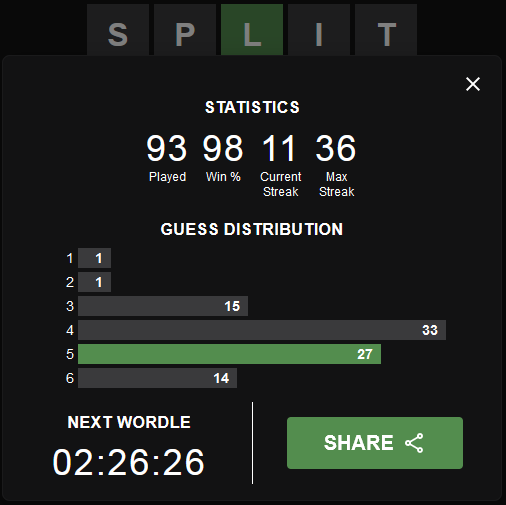 S P L I T
STATISTICS
93 98 11 36
Played Win % Current Streak Max Streak
GUESS DISTRIBUTION
1 1
2 1
3 15
4 33
5 27
6 14
NEXT WORDLE
02:26:26
SHARE